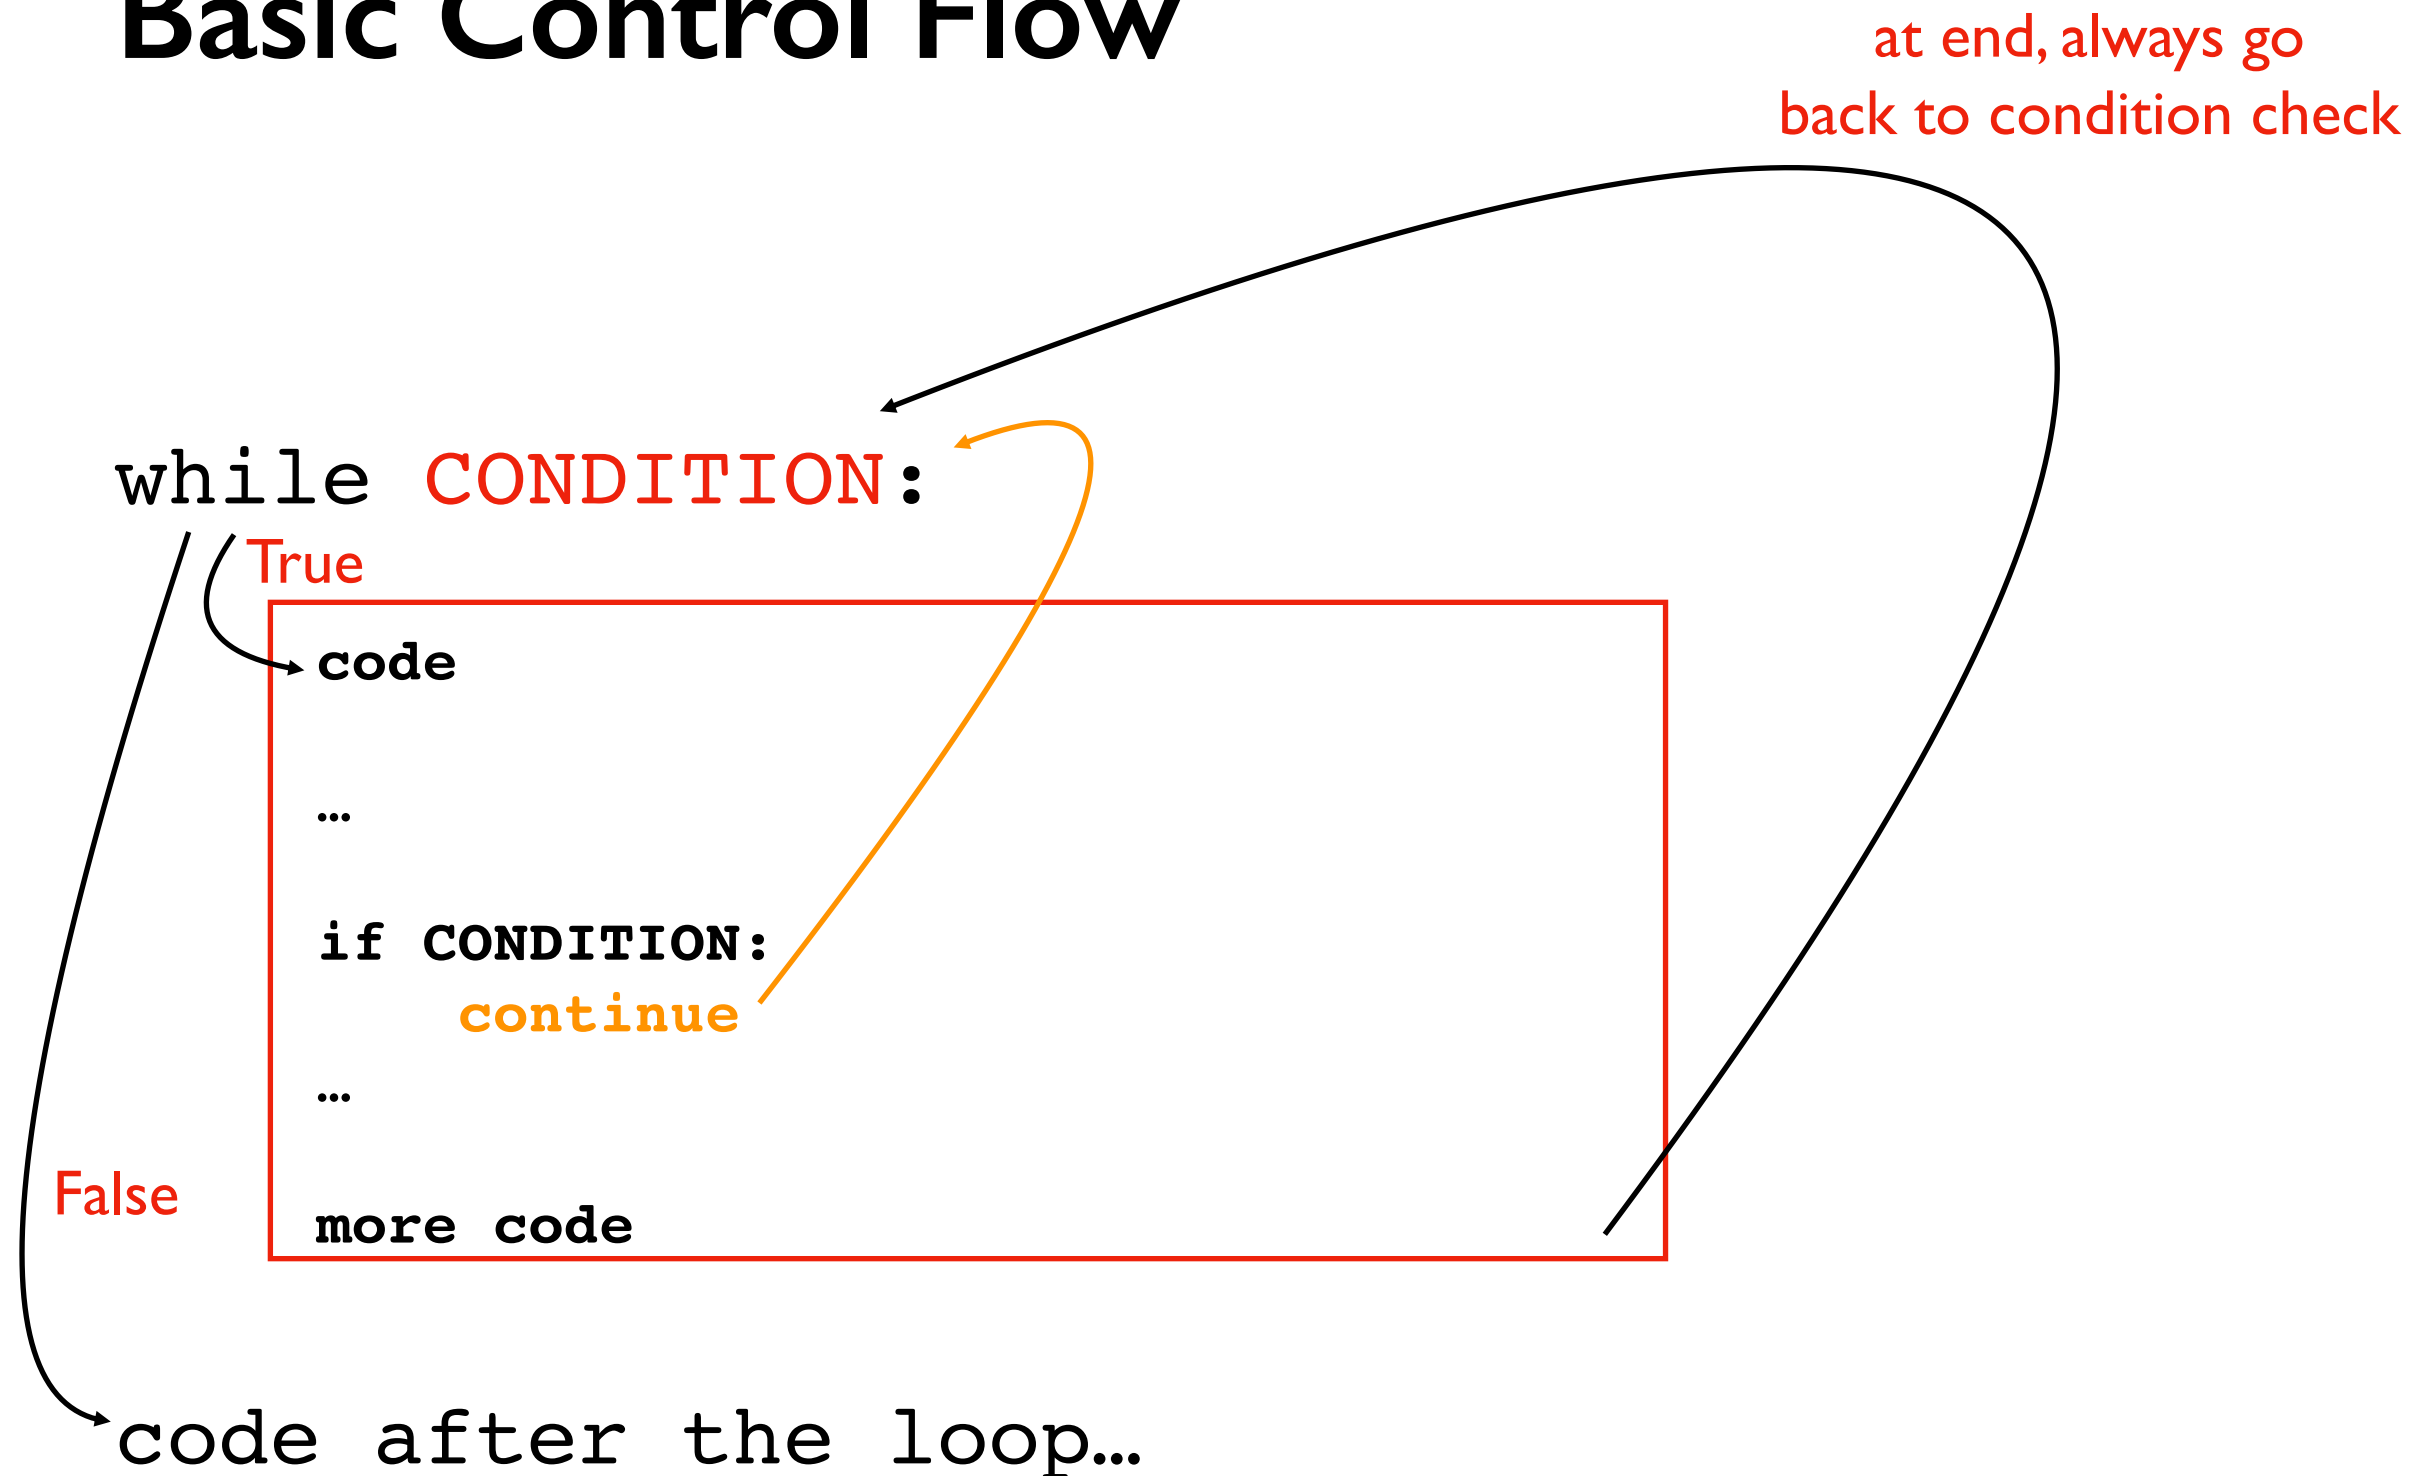 Basic Control Flow
at end, always go
back to condition check
while CONDITION:
True
code
…
if CONDITION:
continue
…
False
more code
code after the loop…